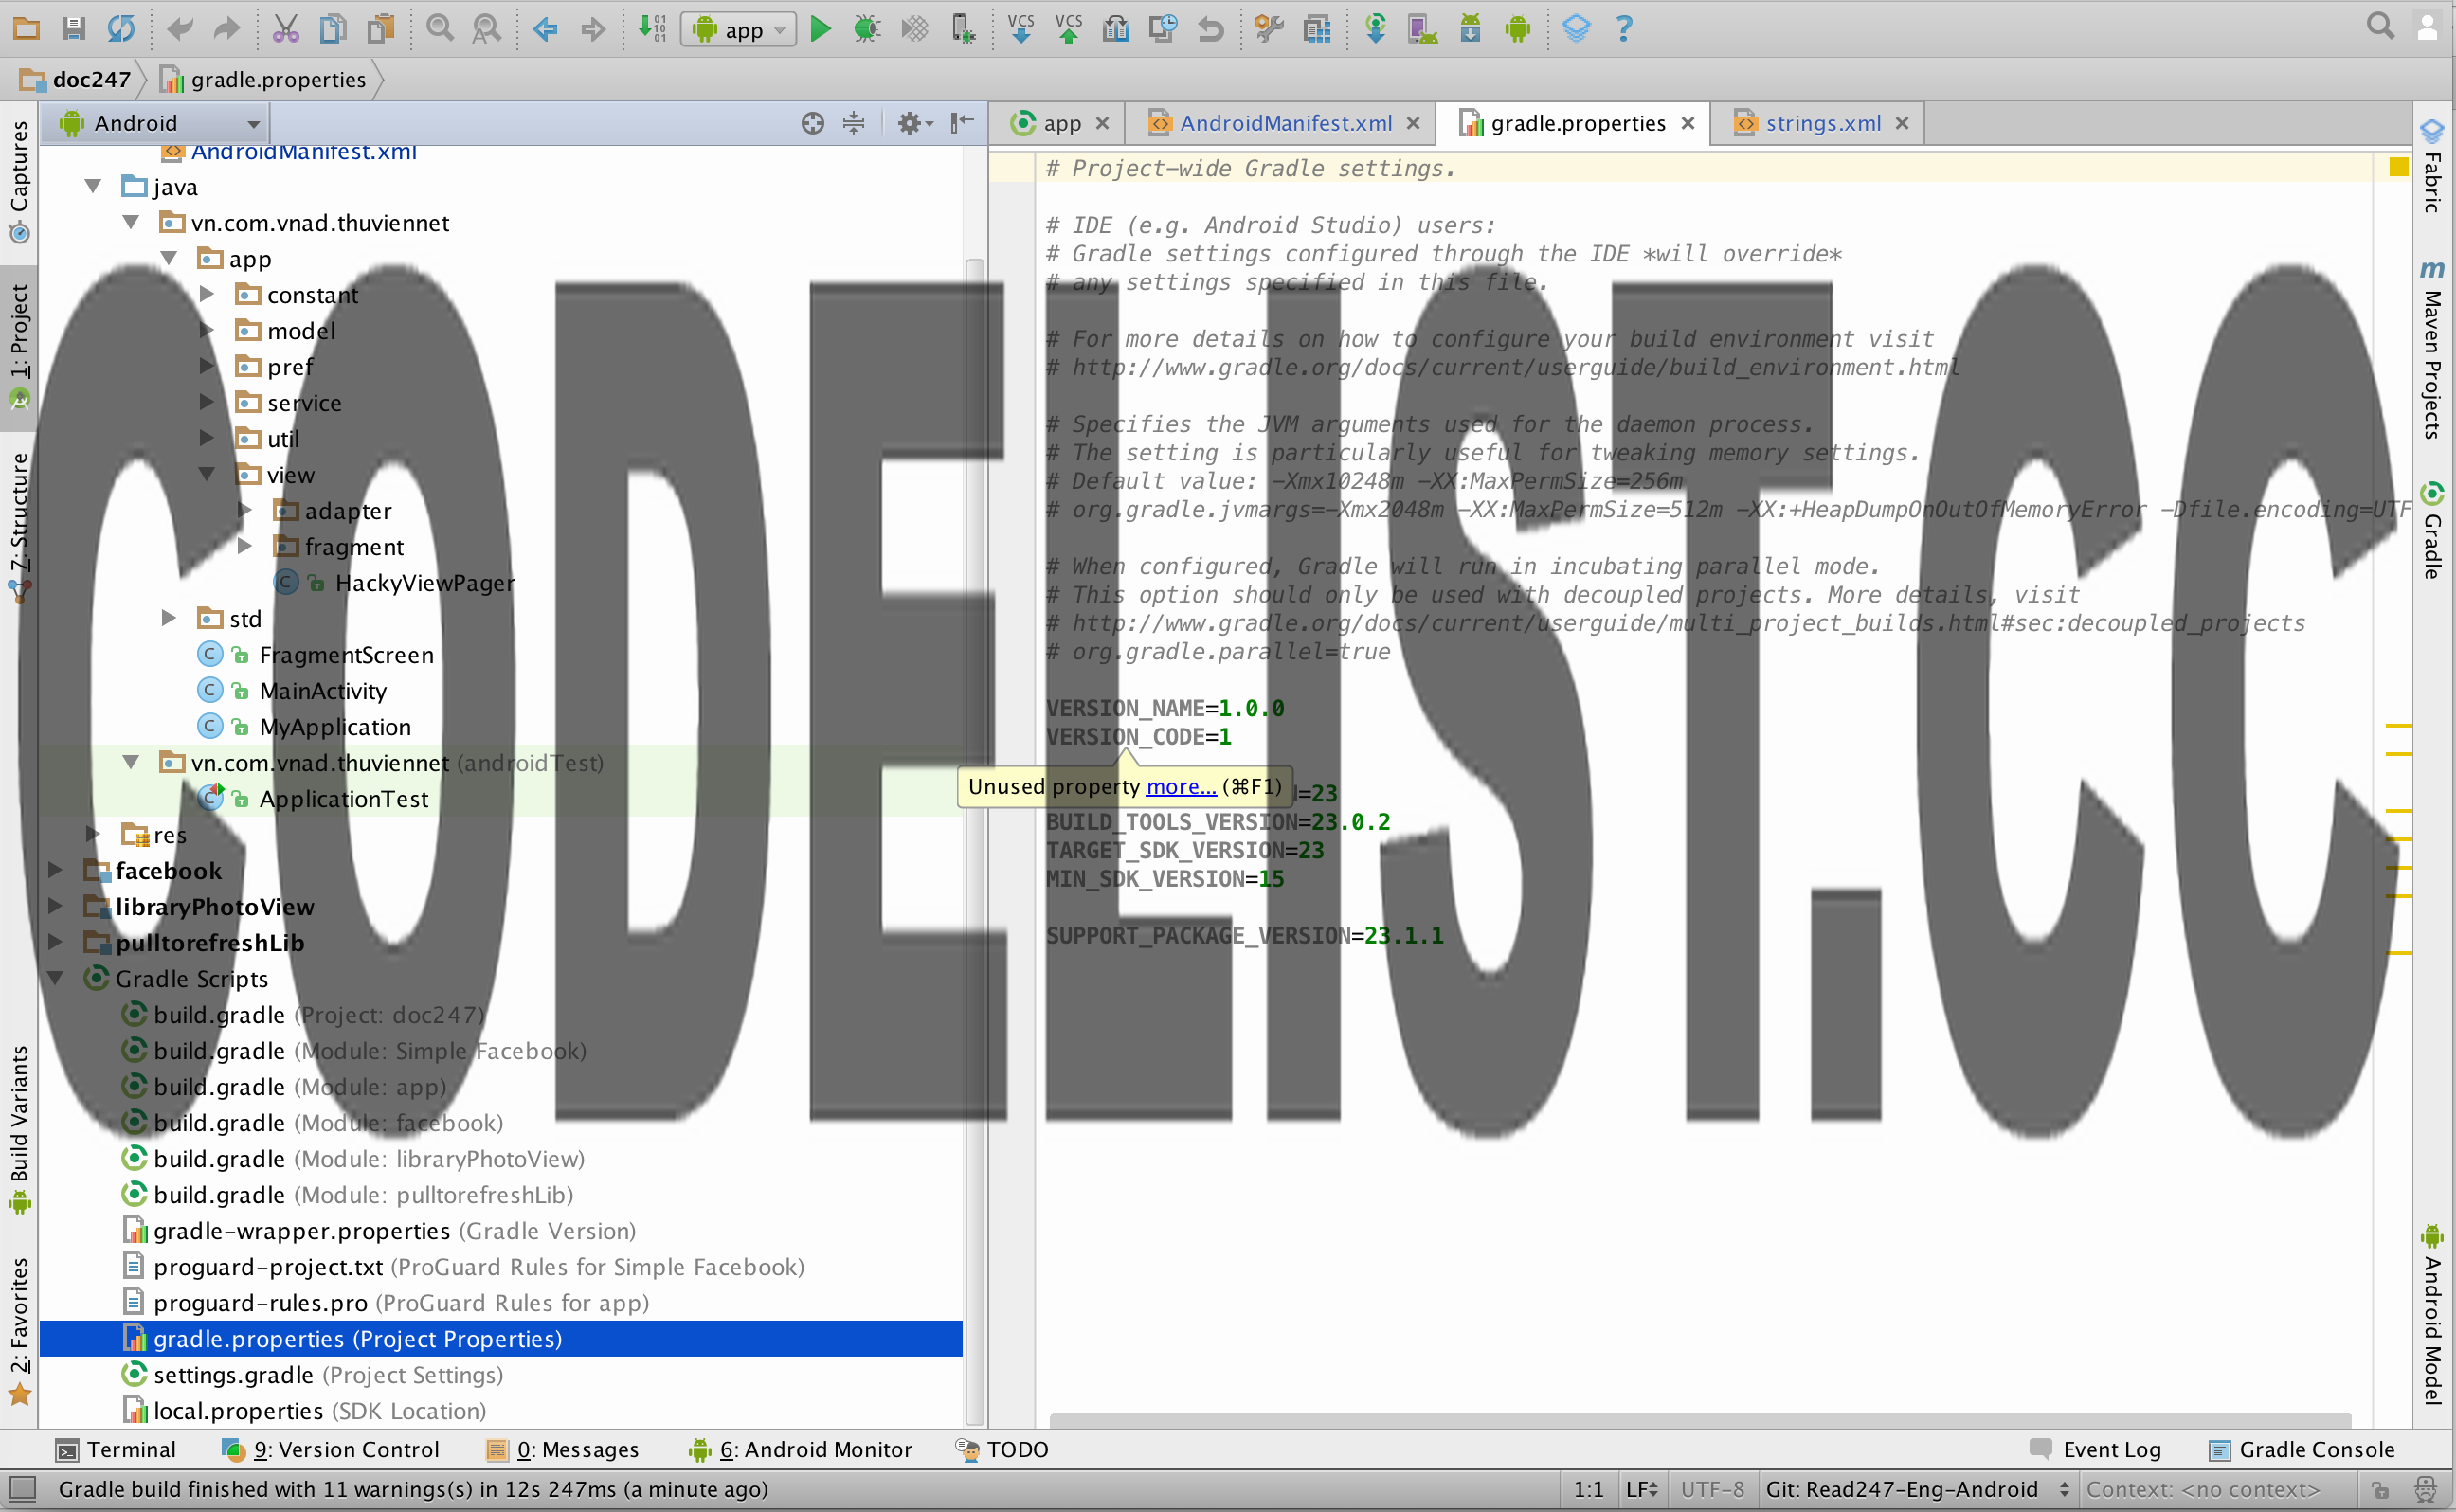 app
VCS
VCS
doc247
gradle.properties
Android
app
AndroidManifest.xml
gradle.properties
strings.xml
Captures
1: Project
7: Structure
Build Variants
2: Favorites
AndroidManifest.xml
java
vn.com.vnad.thuviennet
app
constant
model
pref
service
util
view
adapter
fragment
HackyViewPager
std
FragmentScreen
MainActivity
MyApplication
vn.com.vnad.thuviennet (androidTest)
ApplicationTest
res
facebook
libraryPhotoView
pulltorefreshLib
Gradle Scripts
build.gradle (Project: doc247)
build.gradle (Module: Simple Facebook)
build.gradle (Module: app)
build.gradle (Module: facebook)
build.gradle (Module: libraryPhotoView)
build.gradle (Module: pulltorefreshLib)
gradle-wrapper.properties (Gradle Version)
proguard-project.txt (ProGuard Rules for Simple Facebook)
proguard-rules.pro (ProGuard Rules for app)
gradle.properties (Project Properties)
settings.gradle (Project Settings)
local.properties (SDK Location)
# Project-wide Gradle settings.
# IDE (e.g. Android Studio) users:
# Gradle settings configured through the IDE *will override*
# any settings specified in this file.
# For more details on how to configure your build environment visit
# http://www.gradle.org/docs/current/userguide/build_environment.html
# Specifies the JVM arguments used for the daemon process.
# The setting is particularly useful for tweaking memory settings.
# Default value: -Xmx10248m -XX:MaxPermSize=256m
# org.gradle.jvmargs=-Xmx2048m -XX:MaxPermSize=512m -XX:+HeapDumpOnOutOfMemoryError -Dfile.encoding=UTF
# When configured, Gradle will run in incubating parallel mode.
# This option should only be used with decoupled projects. More details, visit
# http://www.gradle.org/docs/current/userguide/multi_project_builds.html#sec:decoupled_projects
# org.gradle.parallel=true
VERSION_NAME=1.0.0
VERSION_CODE=1
Unused property more... (⌘F1)
=23
BUILD_TOOLS_VERSION=23.0.2
TARGET_SDK_VERSION=23
MIN_SDK_VERSION=15
SUPPORT_PACKAGE_VERSION=23.1.1
CODELIST.CC
Fabric
m Maven Projects
Gradle
Android Model
Terminal
9: Version Control
0: Messages
6: Android Monitor
TODO
Event Log
Gradle Console
Gradle build finished with 11 warnings(s) in 12s 247ms (a minute ago)
1:1
LF
UTF-8
Git: Read247-Eng-Android
Context: <no context>